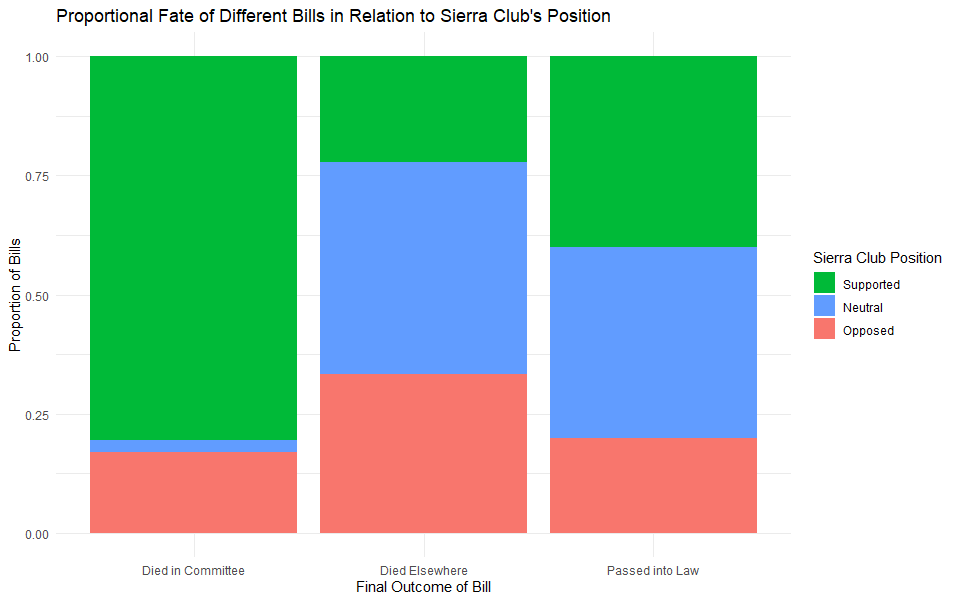 Proportional Fate of Different Bills in Relation to Sierra Club's Position
1.00
0.75
0.50
0.25
0.00
Proportion of Bills
Died in Committee
Died Elsewhere
Passed into Law
Final Outcome of Bill
Sierra Club Position
Supported
Neutral
Opposed